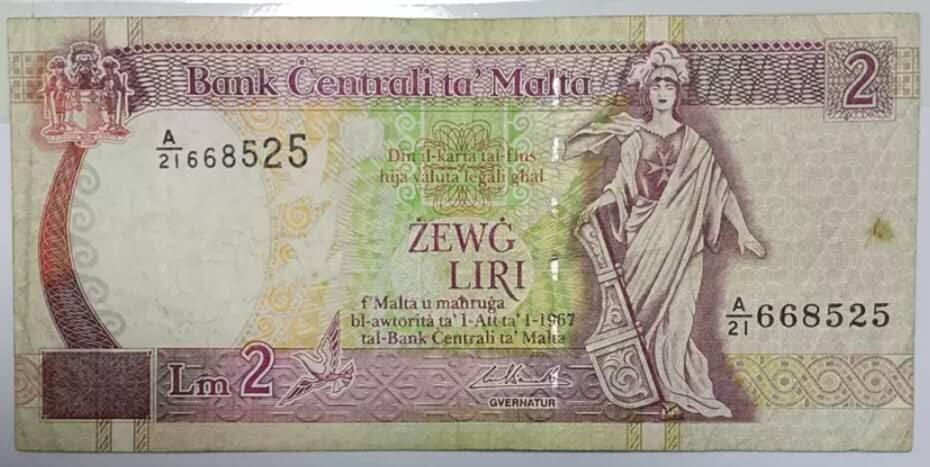 Bank Ċentrali ta' Malta
2
A/21 668525
Din il-karta tal-flus
hija valuta legali għal
ŻEWĠ
LIRI
f'Malta u maħruġa
bl-awtorità ta' l-Att ta' l-1967
tal-Bank Ċentrali ta' Malta
A/21 668525
Lm 2
GVERNATUR